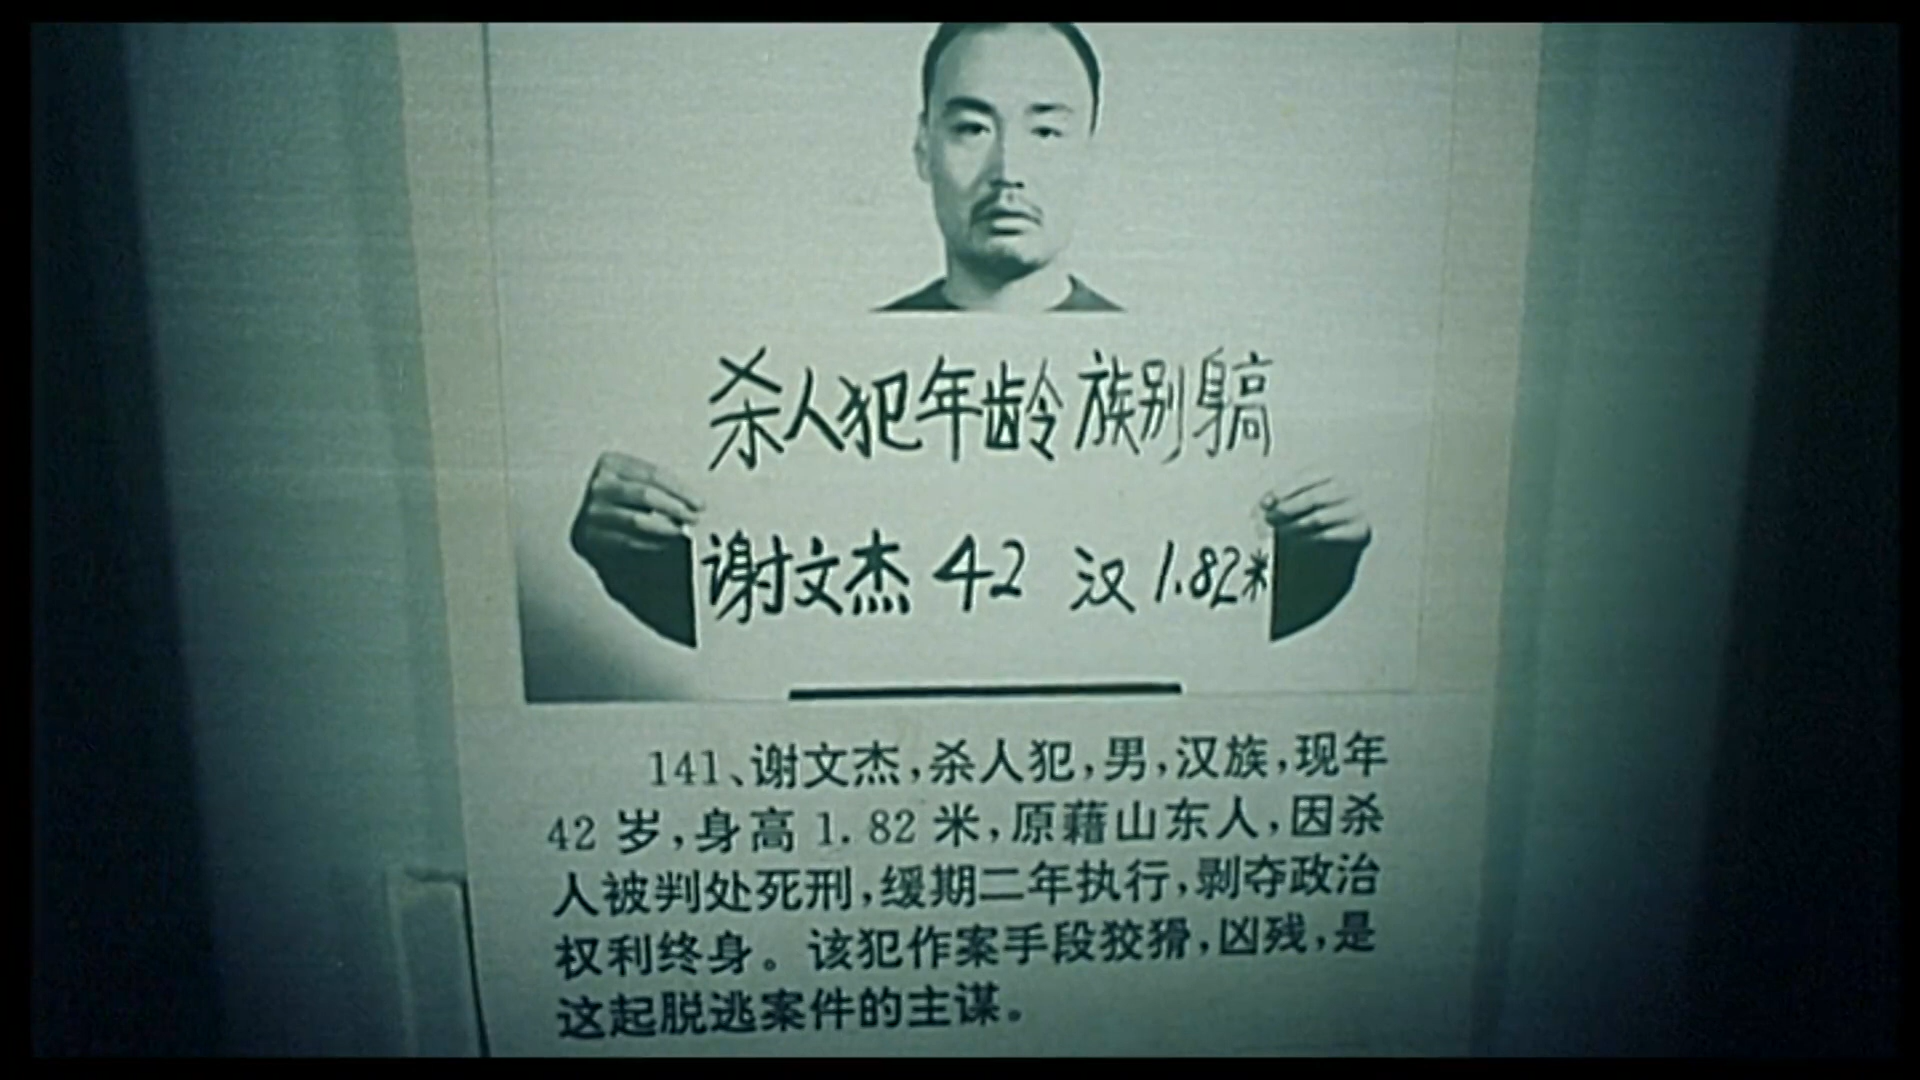 杀人犯年龄 族别 身高
谢文杰 42 汉 1.82米
141、谢文杰,杀人犯,男,汉族,现年
42岁,身高1.82米,原藉山东人,因杀
人被判处死刑,缓期二年执行,剥夺政治
权利终身。该犯作案手段狡猾,凶残,是
这起脱逃案件的主谋。